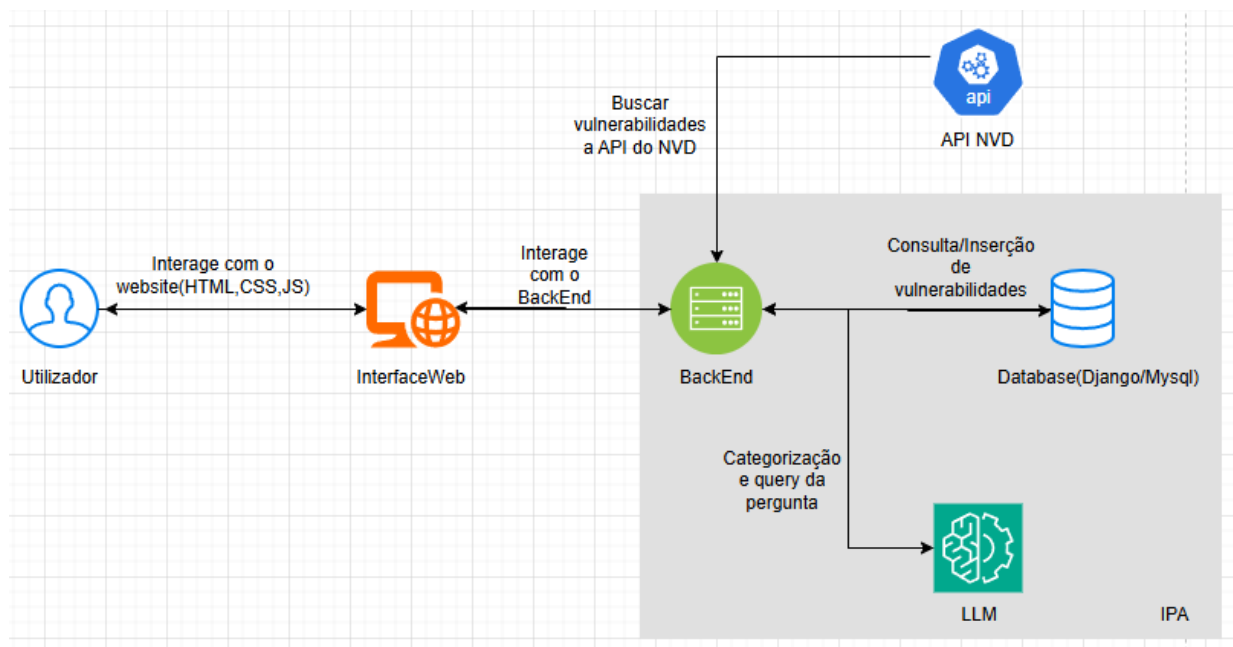 api
API NVD
Buscar
vulnerabilidades
a API do NVD
Interage com o
website(HTML,CSS,JS)
Interage
com o
BackEnd
Consulta/Inserção
de
vulnerabilidades
Utilizador
InterfaceWeb
BackEnd
Database(Django/Mysql)
Categorização
e query da
pergunta
LLM
IPA